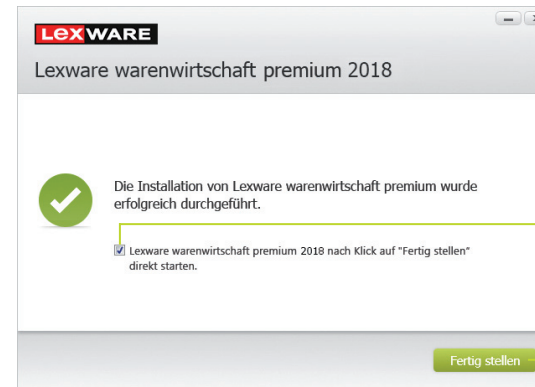 LEXWARE
Lexware warenwirtschaft premium 2018
Die Installation von Lexware warenwirtschaft premium wurde
erfolgreich durchgeführt.
Lexware warenwirtschaft premium 2018 nach Klick auf "Fertig stellen"
direkt starten.
Fertig stellen